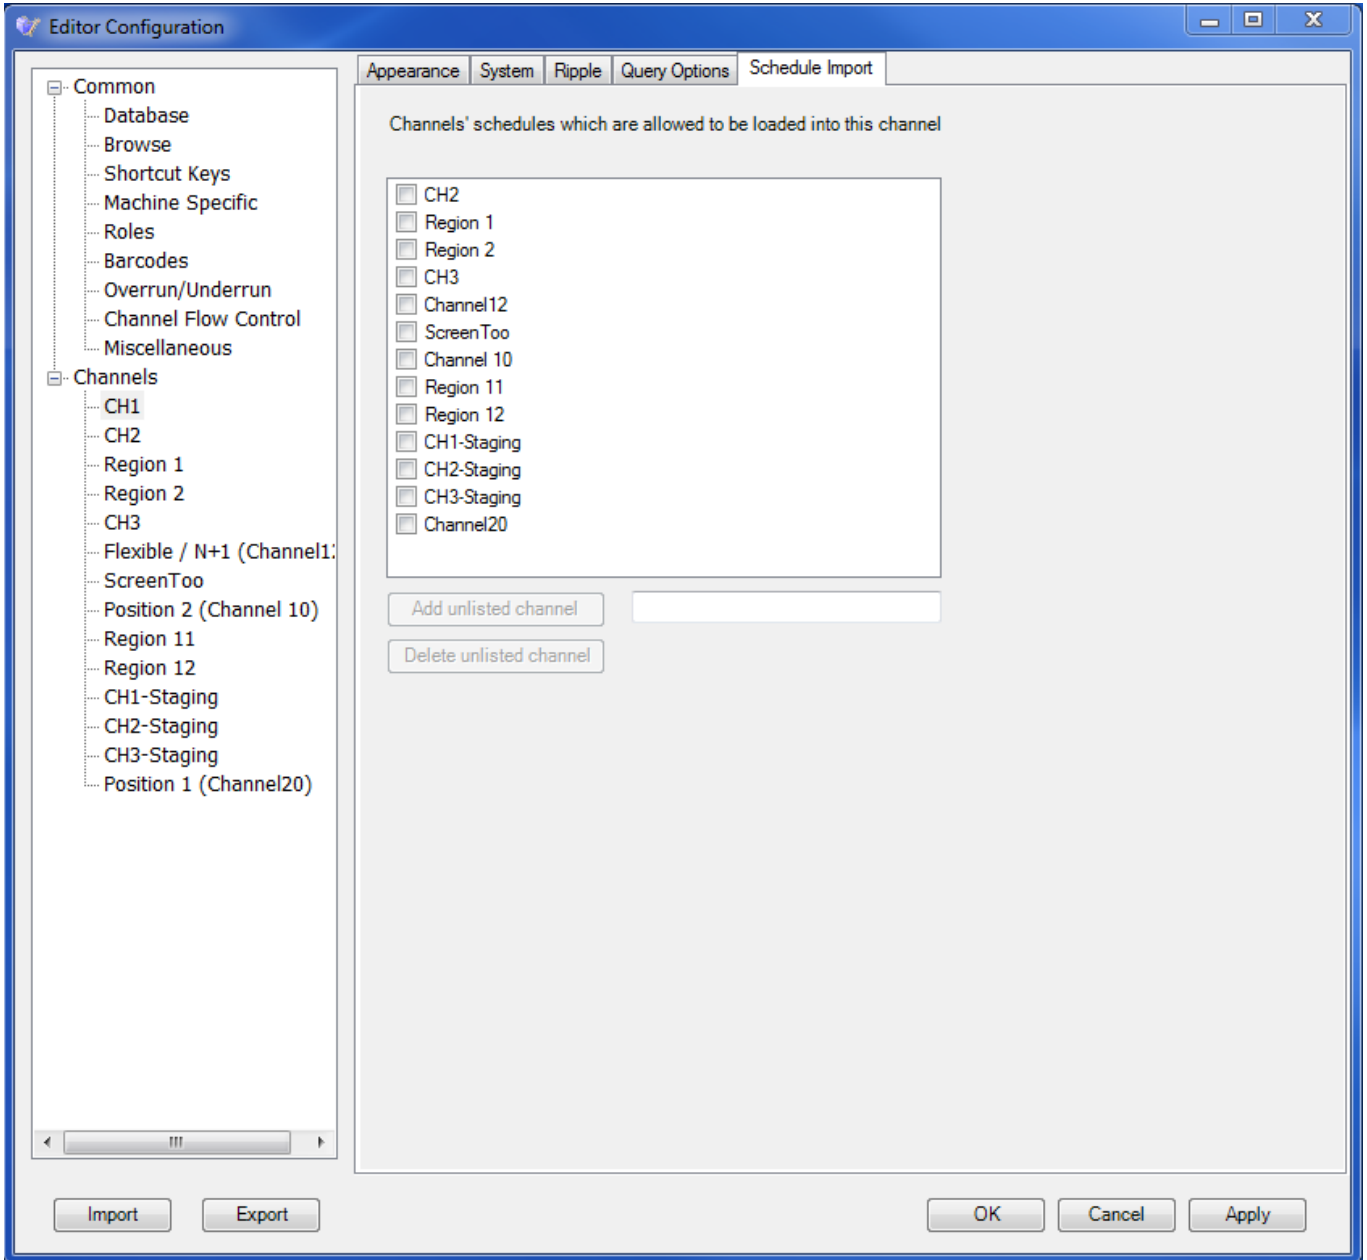 Editor Configuration
Common
Database
Browse
Shortcut Keys
Machine Specific
Roles
Barcodes
Overrun/Underrun
Channel Flow Control
Miscellaneous
Channels
CH1
CH2
Region 1
Region 2
CH3
Flexible / N+1 (Channel1
ScreenToo
Position 2 (Channel 10)
Region 11
Region 12
CH1-Staging
CH2-Staging
CH3-Staging
Position 1 (Channel20)
Appearance System Ripple Query Options Schedule Import
Channels' schedules which are allowed to be loaded into this channel
CH2
Region 1
Region 2
CH3
Channel12
ScreenToo
Channel 10
Region 11
Region 12
CH1-Staging
CH2-Staging
CH3-Staging
Channel20
Add unlisted channel
Delete unlisted channel
Import Export OK Cancel Apply